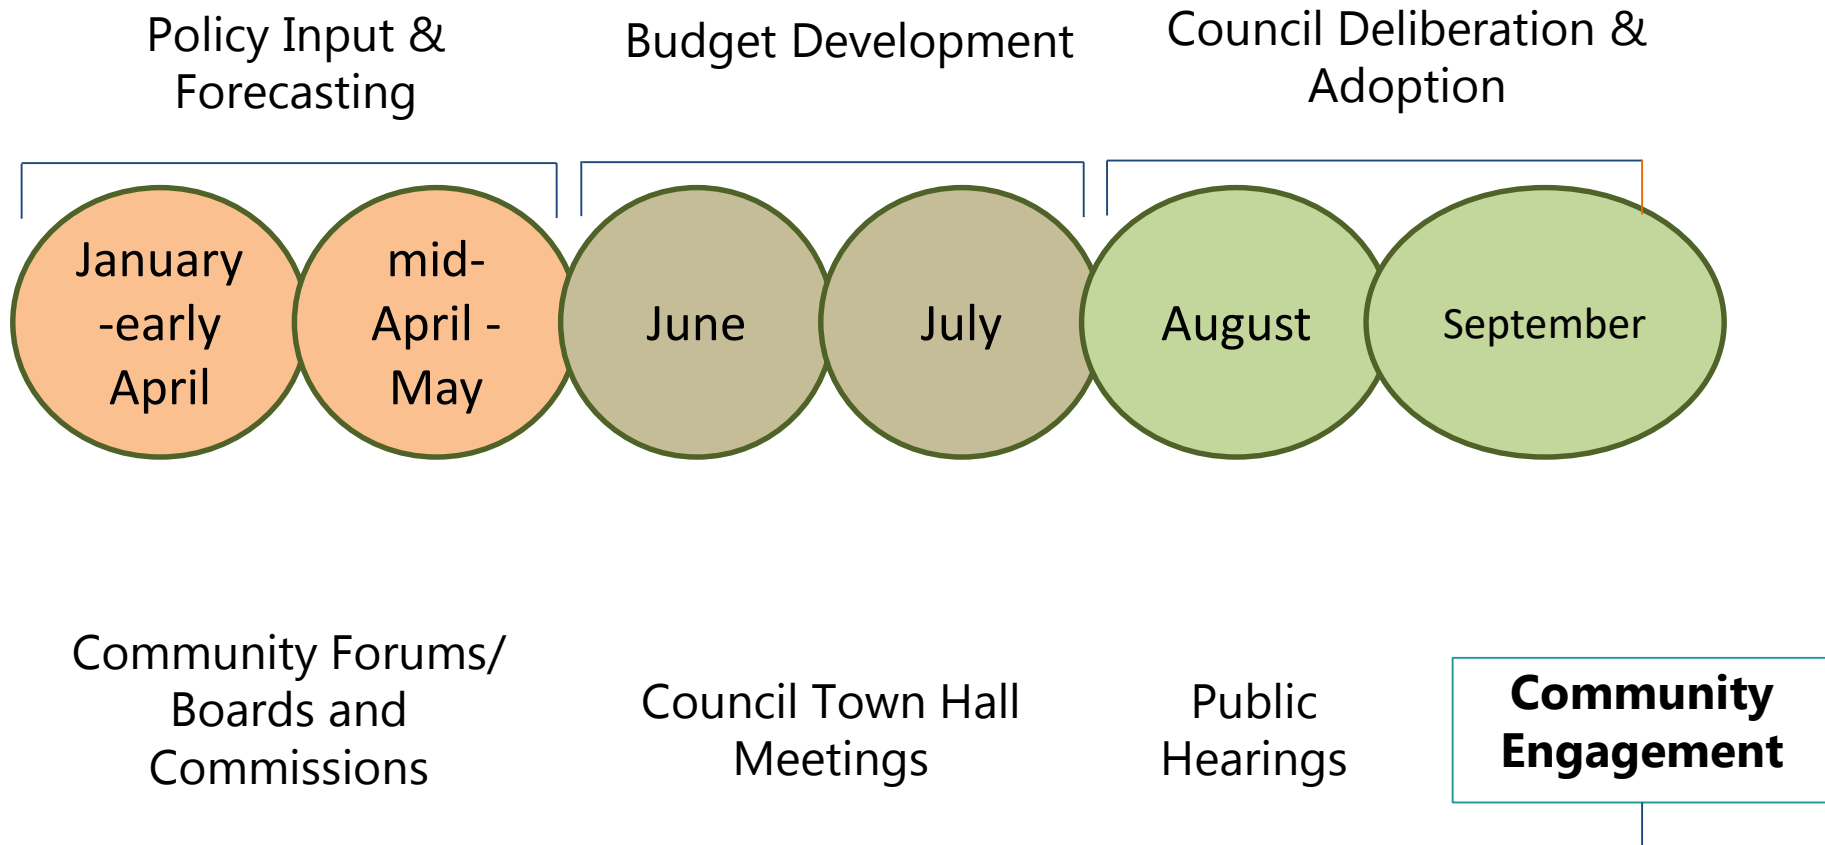 Policy Input &
Forecasting
Budget Development
Council Deliberation &
Adoption
January
-early
April
mid-
April -
May
June
July
August
September
Community Forums/
Boards and
Commissions
Council Town Hall
Meetings
Public
Hearings
Community
Engagement